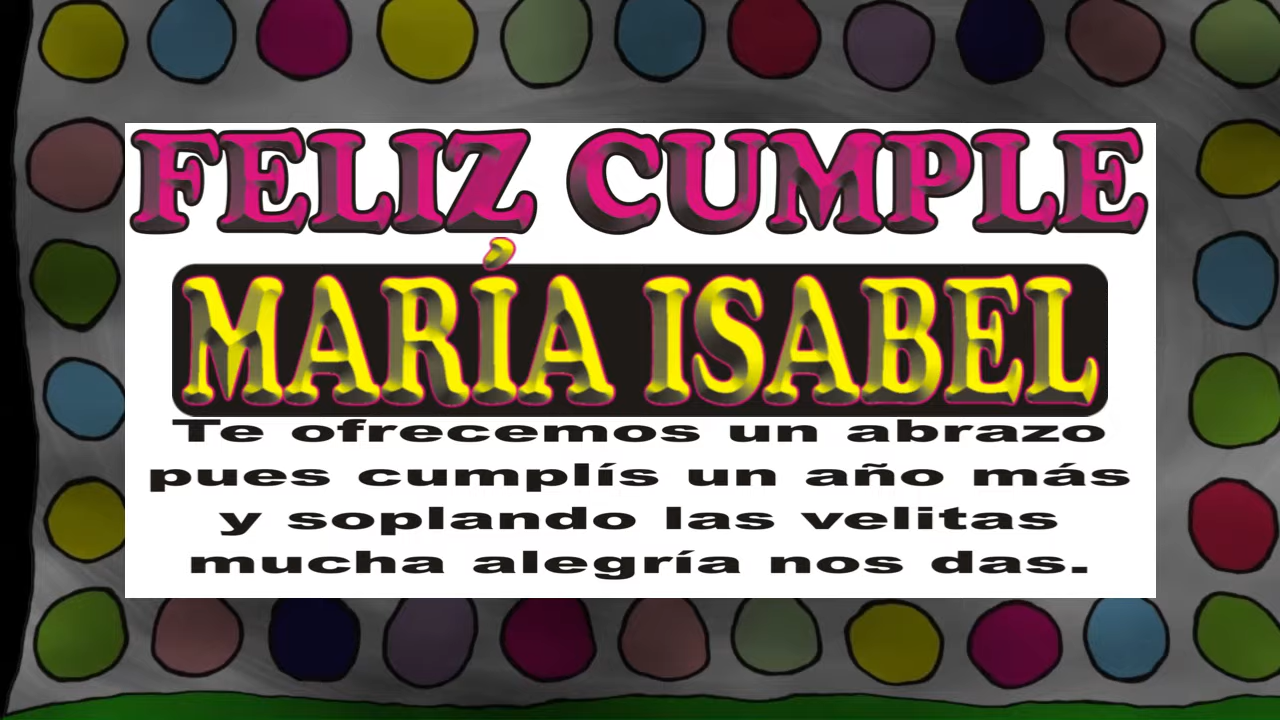 FELIZ CUMPLE
MARÍA ISABEL
Te ofrecemos un abrazo
pues cumplís un año más
y soplando las velitas
mucha alegría nos das.